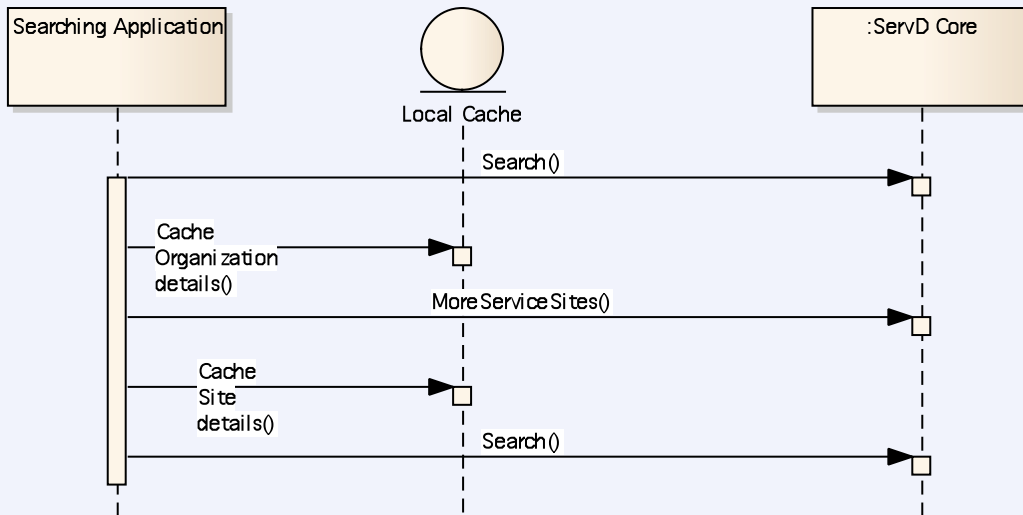 Searching Application
:ServD Core
Local Cache
Search()
Cache
Organization
details()
MoreServiceSites()
Cache
Site
details()
Search()